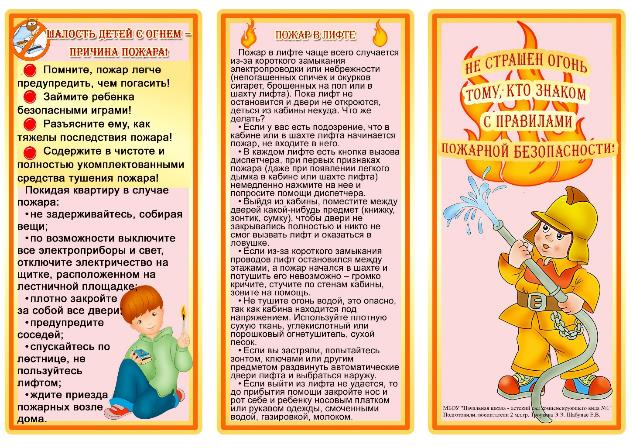 ШАЛОСТЬ ДЕТЕЙ С ОГНЕМ –
ПРИЧИНА ПОЖАРА!
Помните, пожар легче
предупредить, чем погасить!
Займите ребенка
безопасными играми!
Разъясните ему, как
тяжелы последствия пожара!
Содержите в чистоте и
полностью укомплектованными
средства тушения пожара!
Покидая квартиру в случае
пожара:
• не задерживайтесь, собирая
вещи;
• по возможности выключите
все электроприборы и свет,
отключите электричество на
щитке, расположенном на
лестничной площадке;
• плотно закройте
за собой все двери;
• предупредите
соседей;
• спускайтесь по
лестнице, не
пользуйтесь
лифтом;
• ждите приезда
пожарных возле
дома.
ПОЖАР В ЛИФТЕ
Пожар в лифте чаще всего случается
из-за короткого замыкания
электропроводки или небрежности
(непогашенных спичек и окурков
сигарет, брошенных на пол или в
шахту лифта). Пока лифт не
остановится и двери не откроются,
деться из кабины некуда. Что же
делать?
• Если у вас есть подозрение, что в
кабине или в шахте лифта начинается
пожар, не входите в него.
• В каждом лифте есть кнопка вызова
диспетчера, при первых признаках
пожара (даже при появлении легкого
дымка в кабине или шахте лифта)
немедленно нажмите на нее и
попросите помощи диспетчера.
• Выйдя из кабины, поместите между
дверей какой-нибудь предмет (книжку,
зонтик, сумку), чтобы двери не
закрывались полностью и никто не
смог вызвать лифт и оказаться в
ловушке.
• Если из-за короткого замыкания
проводов лифт остановился между
этажами, а пожар начался в шахте и
потушить его невозможно – громко
кричите, стучите по стенам кабины,
зовите на помощь.
• Не тушите огонь водой, это опасно,
так как кабина находится под
напряжением. Используйте плотную
сухую ткань, углекислотный или
порошковый огнетушитель, сухой
песок.
• Если вы застряли, попытайтесь
зонтом, ключами или другим
предметом раздвинуть автоматические
двери лифта и выбраться наружу.
• Если выйти из лифта не удается, то
до прибытия помощи закройте нос и
рот себе и ребенку носовым платком
или рукавом одежды, смоченными
водой, газировкой, молоком.
НЕ СТРАШЕН ОГОНЬ
ТОМУ, КТО ЗНАКОМ
С ПРАВИЛАМИ
ПОЖАРНОЙ БЕЗОПАСНОСТИ!
МБОУ "Начальная школа - детский вида №1"
Подготовили: воспитатели 2 мл.гр. Э.Э. Е.В.